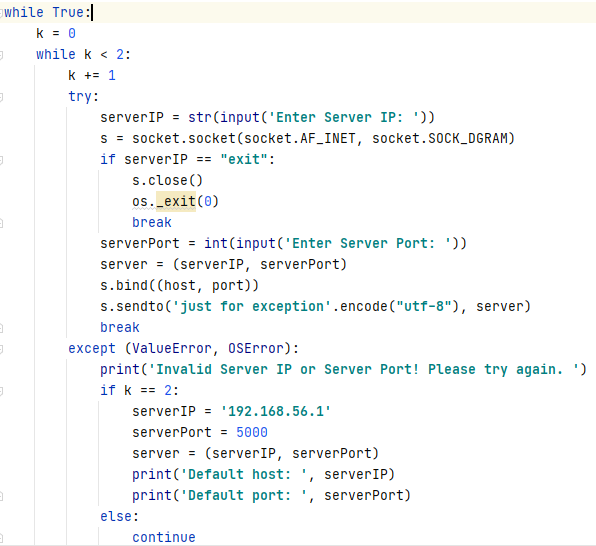 while True:
    k = 0
    while k < 2:
        k += 1
        try:
            serverIP = str(input('Enter Server IP: '))
            s = socket.socket(socket.AF_INET, socket.SOCK_DGRAM)
            if serverIP == "exit":
                s.close()
                os._exit(0)
                break
            serverPort = int(input('Enter Server Port: '))
            server = (serverIP, serverPort)
            s.bind((host, port))
            s.sendto('just for exception'.encode("utf-8"), server)
            break
        except (ValueError, OSError):
            print('Invalid Server IP or Server Port! Please try again. ')
            if k == 2:
                serverIP = '192.168.56.1'
                serverPort = 5000
                server = (serverIP, serverPort)
                print('Default host: ', serverIP)
                print('Default port: ', serverPort)
            else:
                continue